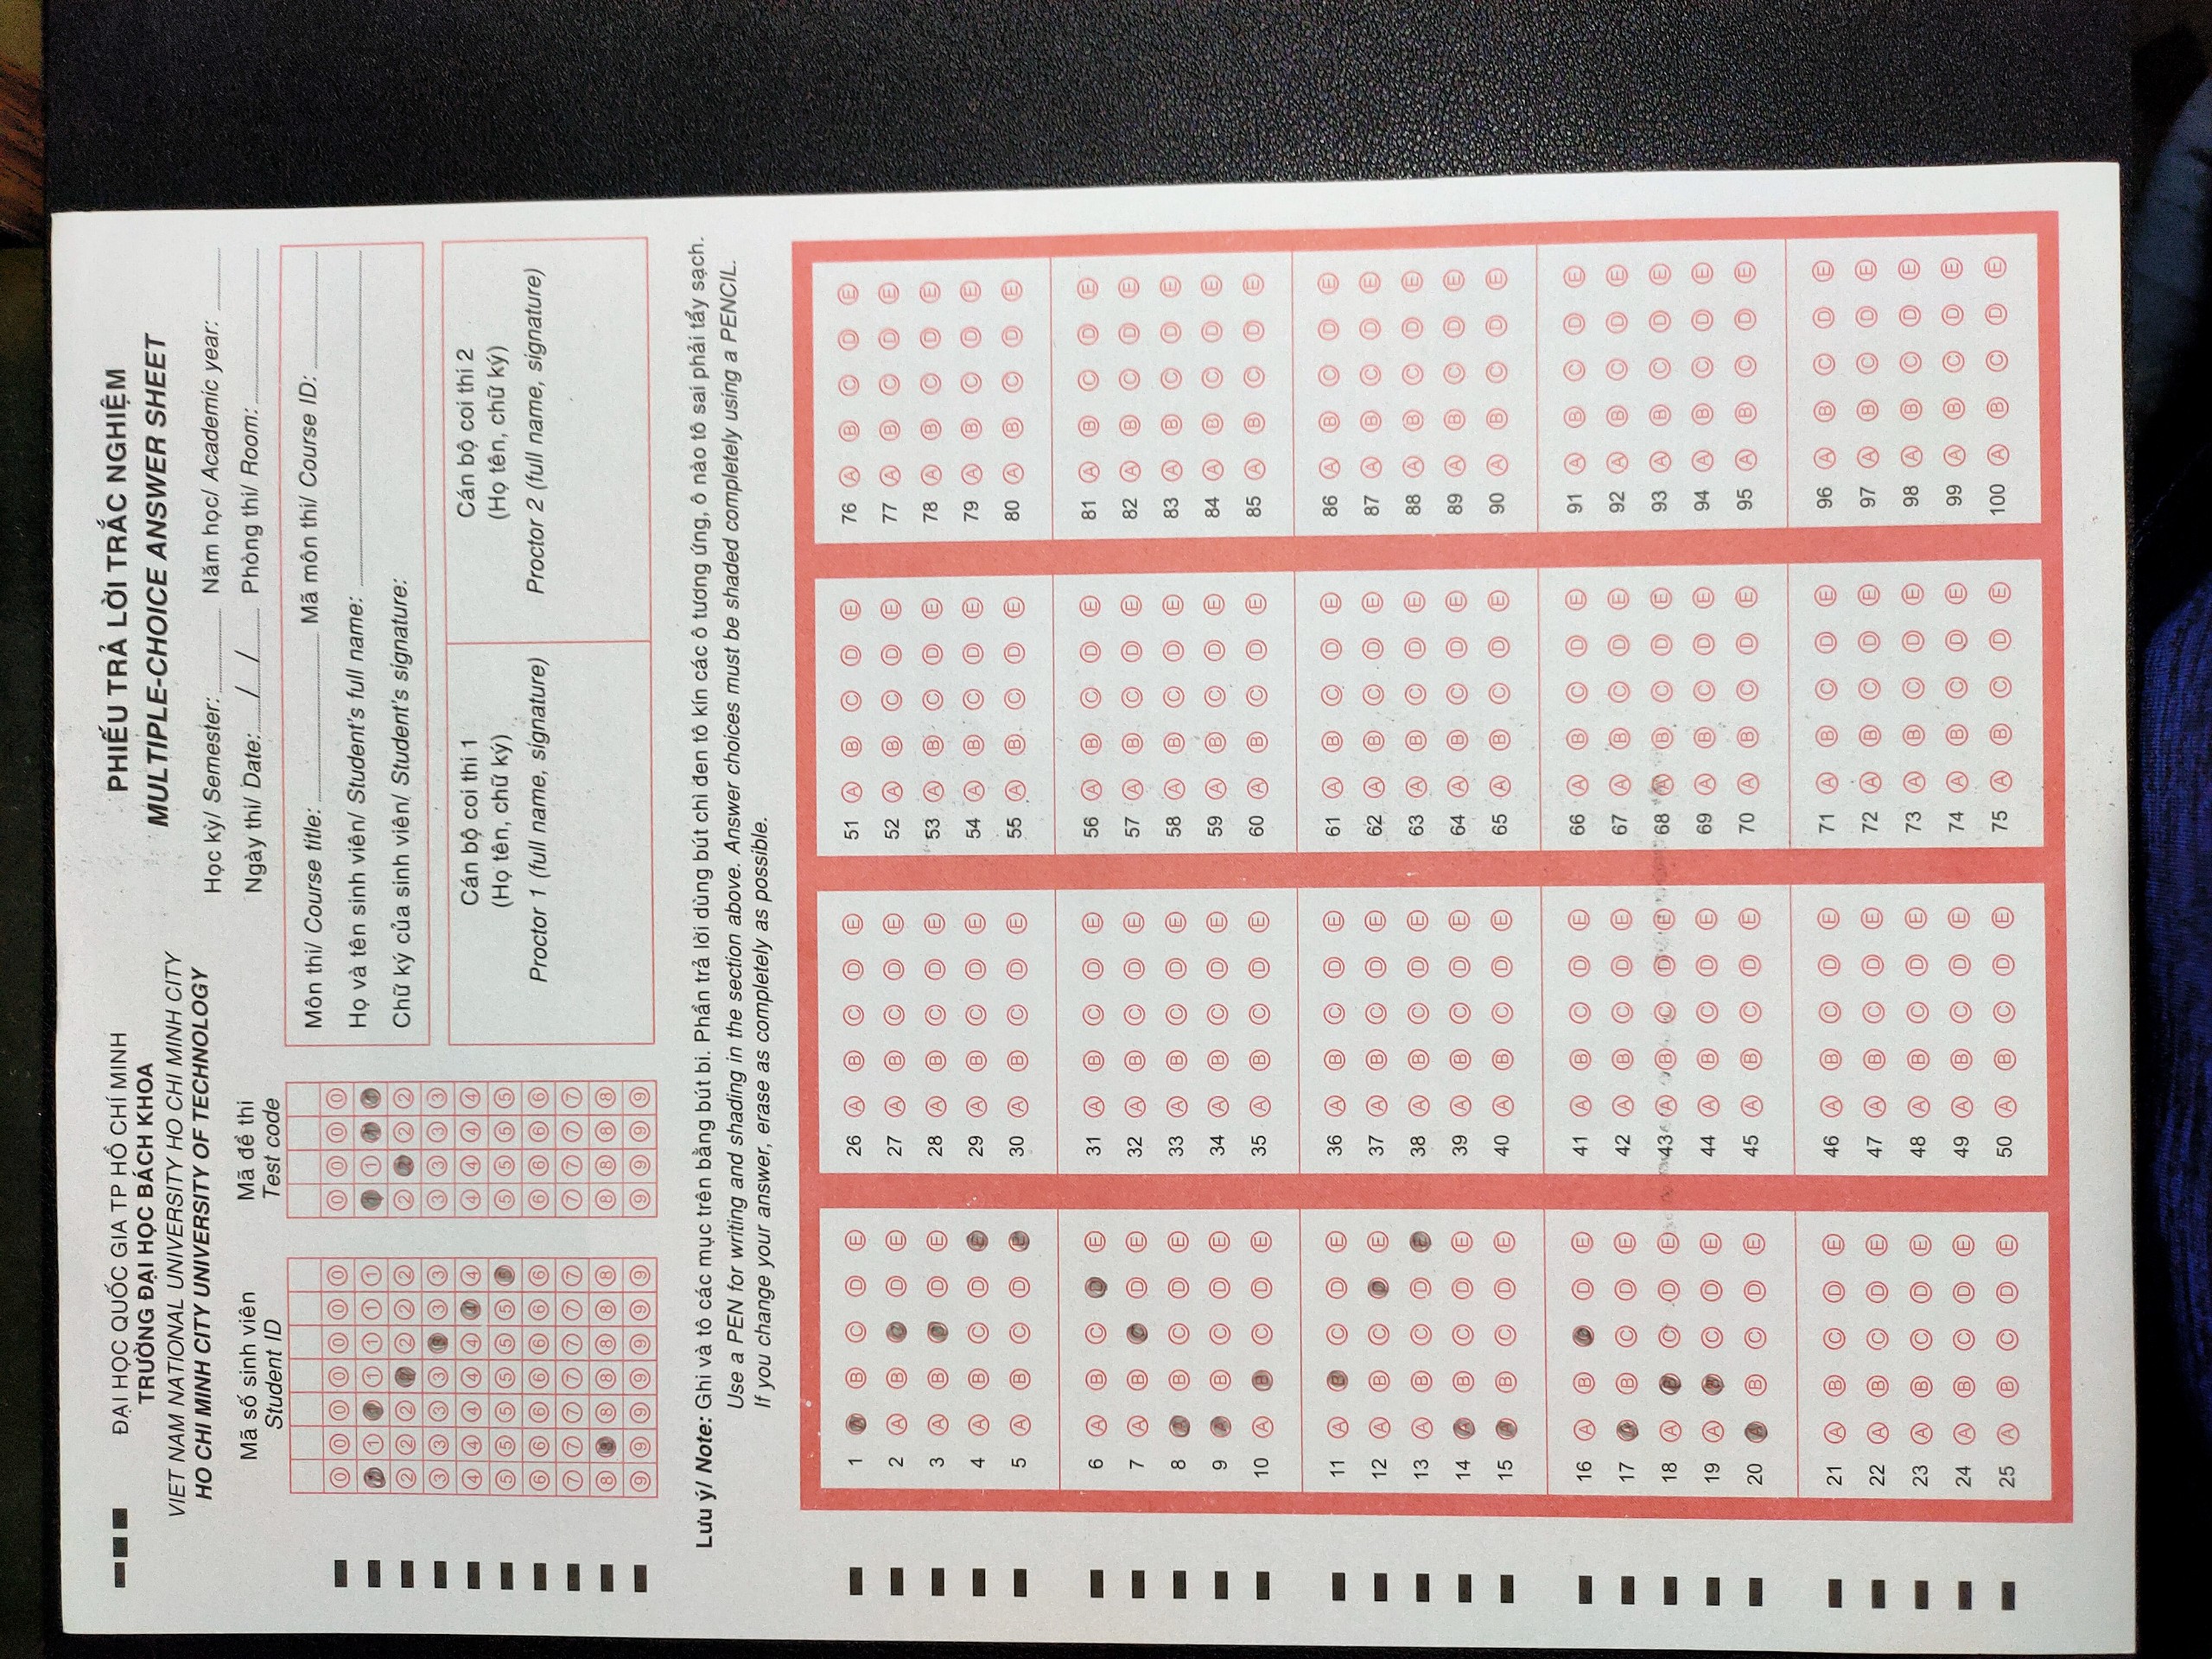 ĐẠI HỌC QUỐC GIA TP HỒ CHÍ MINH
TRƯỜNG ĐẠI HỌC BÁCH KHOA
VIET NAM NATIONAL UNIVERSITY HO CHI MINH CITY
HO CHI MINH CITY UNIVERSITY OF TECHNOLOGY
PHIẾU TRẢ LỜI TRẮC NGHIỆM
MULTIPLE-CHOICE ANSWER SHEET
Học kỳ/ Semester: Năm học/ Academic year:
Ngày thi/ Date: / / Phòng thi/ Room:
Mã số sinh viên
Student ID
0 0 0 0 0 0 0
1 1 1 1 1 1 1
2 2 2 2 2 2 2
3 3 3 3 3 3 3
4 4 4 4 4 4 4
5 5 5 5 5 5 5
6 6 6 6 6 6 6
7 7 7 7 7 7 7
8 8 8 8 8 8 8
9 9 9 9 9 9 9
Mã đề thi
Test code
0 0 0 0
1 1 1 1
2 2 2 2
3 3 3 3
4 4 4 4
5 5 5 5
6 6 6 6
7 7 7 7
8 8 8 8
9 9 9 9
Môn thi/ Course title: Mã môn thi/ Course ID:
Họ và tên sinh viên/ Student's full name:
Chữ ký của sinh viên/ Student's signature:
Cán bộ coi thi 1
(Họ tên, chữ ký)
Proctor 1 (full name, signature)
Cán bộ coi thi 2
(Họ tên, chữ ký)
Proctor 2 (full name, signature)
Lưu ý/ Note: Ghi và tô các mục trên bằng bút bi. Phần trả lời dùng bút chì đen tô kín các ô tương ứng, ô nào tô sai phải tẩy sạch.
Use a PEN for writing and shading in the section above. Answer choices must be shaded completely using a PENCIL.
If you change your answer, erase as completely as possible.
1 A B C D E
2 A B C D E
3 A B C D E
4 A B C D E
5 A B C D E
6 A B C D E
7 A B C D E
8 A B C D E
9 A B C D E
10 A B C D E
11 A B C D E
12 A B C D E
13 A B C D E
14 A B C D E
15 A B C D E
16 A B C D E
17 A B C D E
18 A B C D E
19 A B C D E
20 A B C D E
21 A B C D E
22 A B C D E
23 A B C D E
24 A B C D E
25 A B C D E
26 A B C D E
27 A B C D E
28 A B C D E
29 A B C D E
30 A B C D E
31 A B C D E
32 A B C D E
33 A B C D E
34 A B C D E
35 A B C D E
36 A B C D E
37 A B C D E
38 A B C D E
39 A B C D E
40 A B C D E
41 A B C D E
42 A B C D E
43 A B C D E
44 A B C D E
45 A B C D E
46 A B C D E
47 A B C D E
48 A B C D E
49 A B C D E
50 A B C D E
51 A B C D E
52 A B C D E
53 A B C D E
54 A B C D E
55 A B C D E
56 A B C D E
57 A B C D E
58 A B C D E
59 A B C D E
60 A B C D E
61 A B C D E
62 A B C D E
63 A B C D E
64 A B C D E
65 A B C D E
66 A B C D E
67 A B C D E
68 A B C D E
69 A B C D E
70 A B C D E
71 A B C D E
72 A B C D E
73 A B C D E
74 A B C D E
75 A B C D E
76 A B C D E
77 A B C D E
78 A B C D E
79 A B C D E
80 A B C D E
81 A B C D E
82 A B C D E
83 A B C D E
84 A B C D E
85 A B C D E
86 A B C D E
87 A B C D E
88 A B C D E
89 A B C D E
90 A B C D E
91 A B C D E
92 A B C D E
93 A B C D E
94 A B C D E
95 A B C D E
96 A B C D E
97 A B C D E
98 A B C D E
99 A B C D E
100 A B C D E